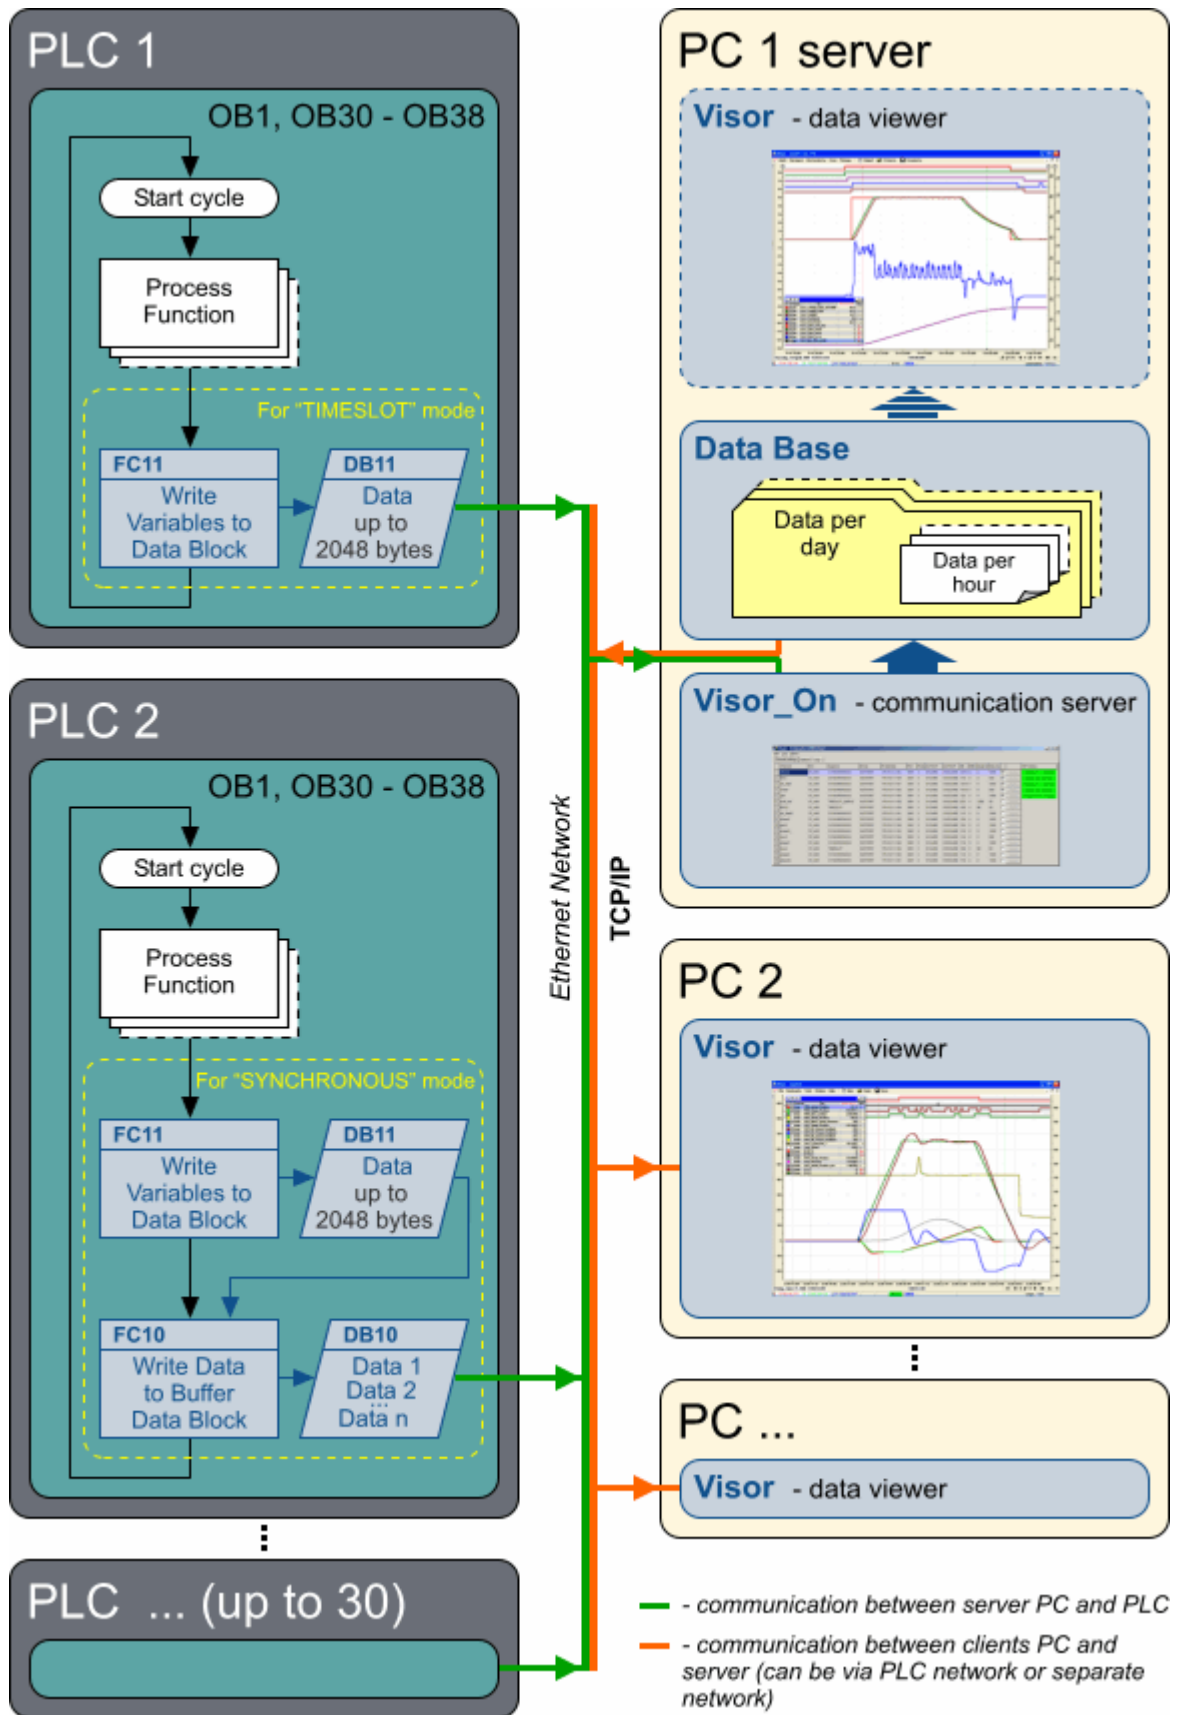 PLC 1
OB1, OB30 - OB38
Start cycle
Process
Function
For “TIMESLOT” mode
FC11
Write
Variables to
Data Block
DB11
Data
up to
2048 bytes
PLC 2
OB1, OB30 - OB38
Start cycle
Process
Function
For “SYNCHRONOUS” mode
FC11
Write
Variables to
Data Block
DB11
Data
up to
2048 bytes
FC10
Write Data
to Buffer
Data Block
DB10
Data 1
Data 2
...
Data n
PLC ... (up to 30)
Ethernet Network
TCP/IP
PC 1 server
Visor - data viewer
Data Base
Data per
day
Data per
hour
Visor_On - communication server
PC 2
Visor - data viewer
PC ...
Visor - data viewer
- communication between server PC and PLC
- communication between clients PC and
server (can be via PLC network or separate
network)